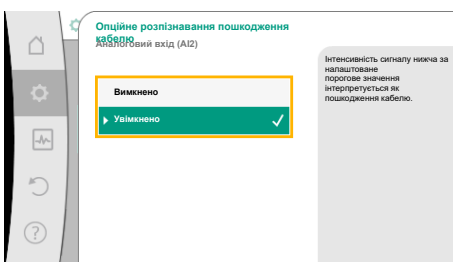 Опційне розпізнавання пошкодження
кабелю
Аналоговий вхід (AI2)
Вимкнено
Увімкнено
Інтенсивність сигналу нижча за
налаштоване
порогове значення
інтерпретується як
пошкодження кабелю.